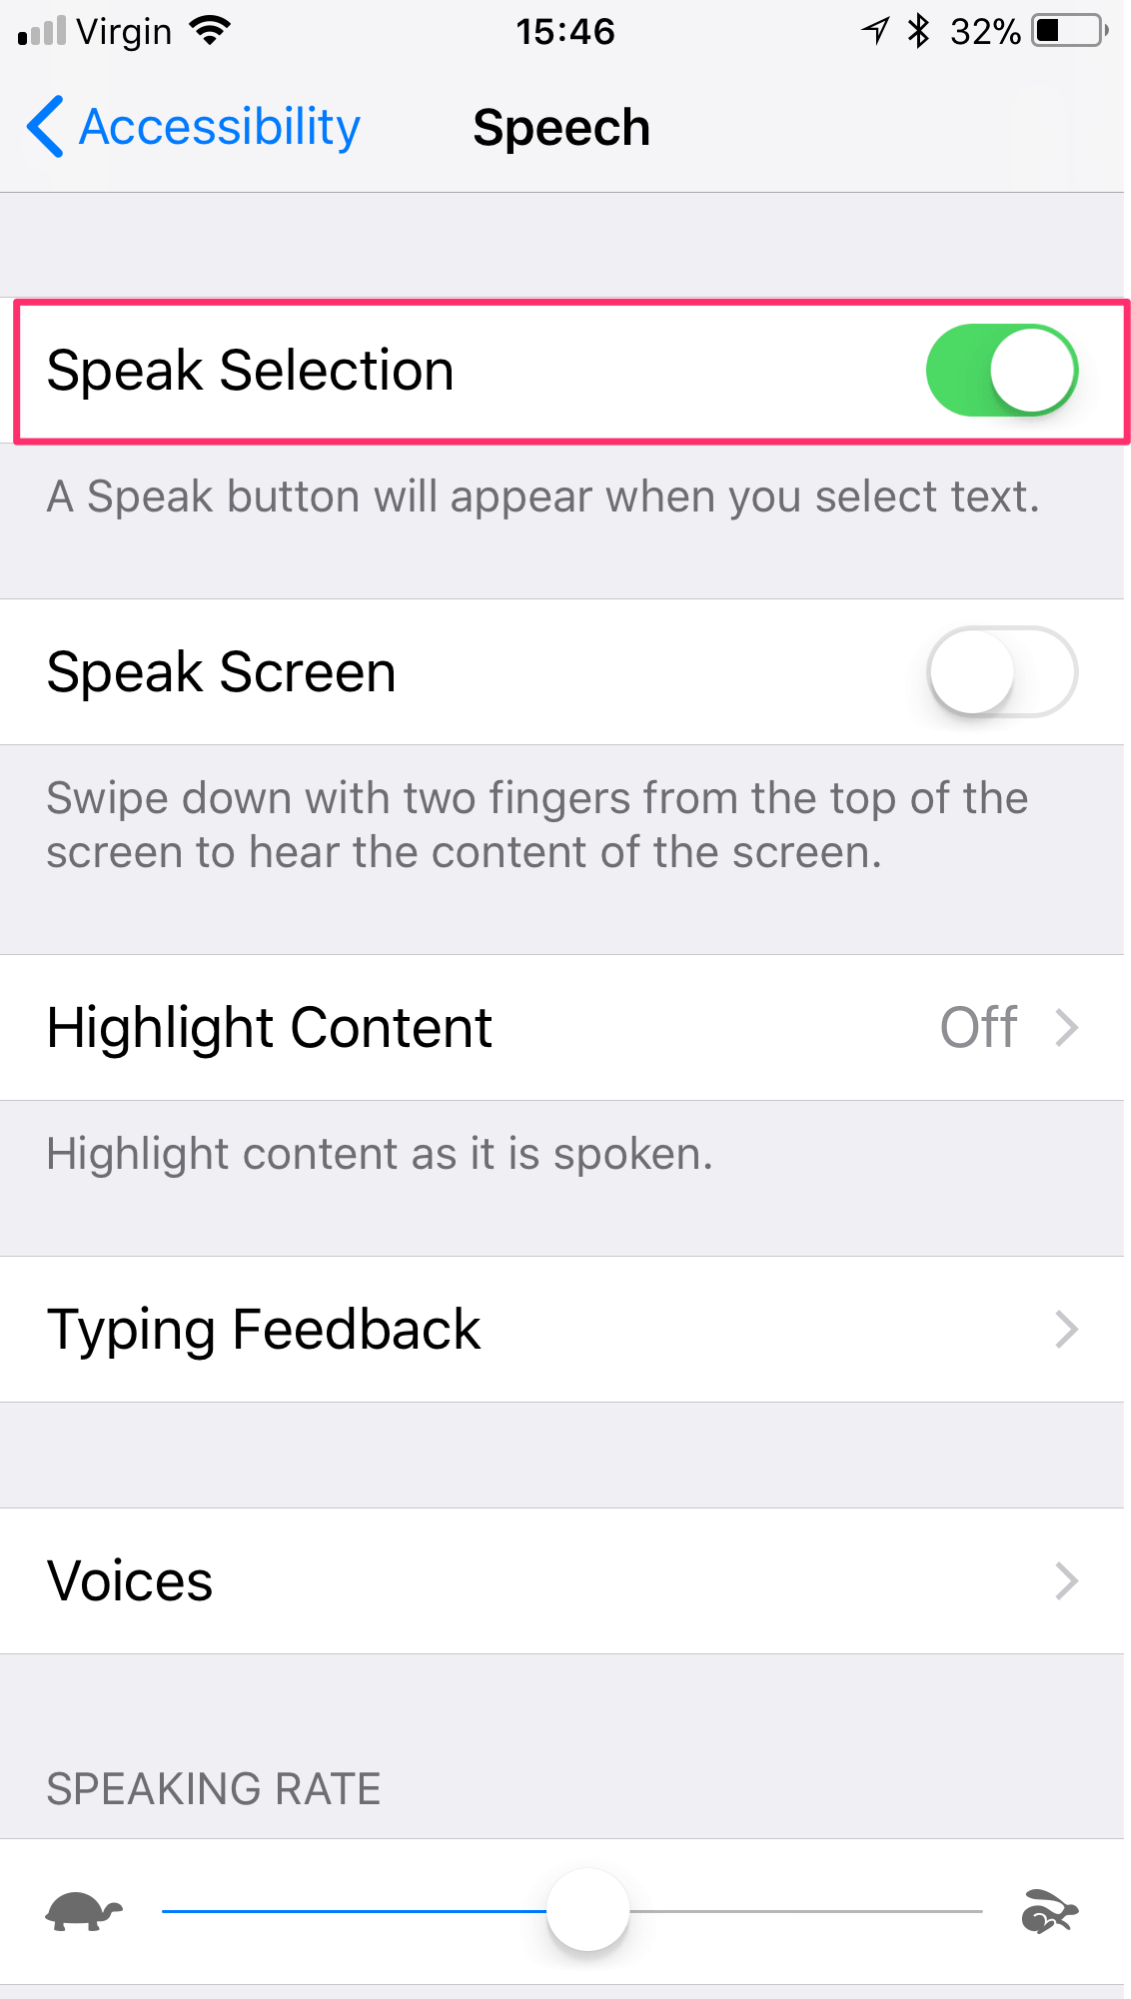 Virgin 15:46 32%
Accessibility Speech
Speak Selection
A Speak button will appear when you select text.
Speak Screen
Swipe down with two fingers from the top of the
screen to hear the content of the screen.
Highlight Content Off
Highlight content as it is spoken.
Typing Feedback
Voices
SPEAKING RATE